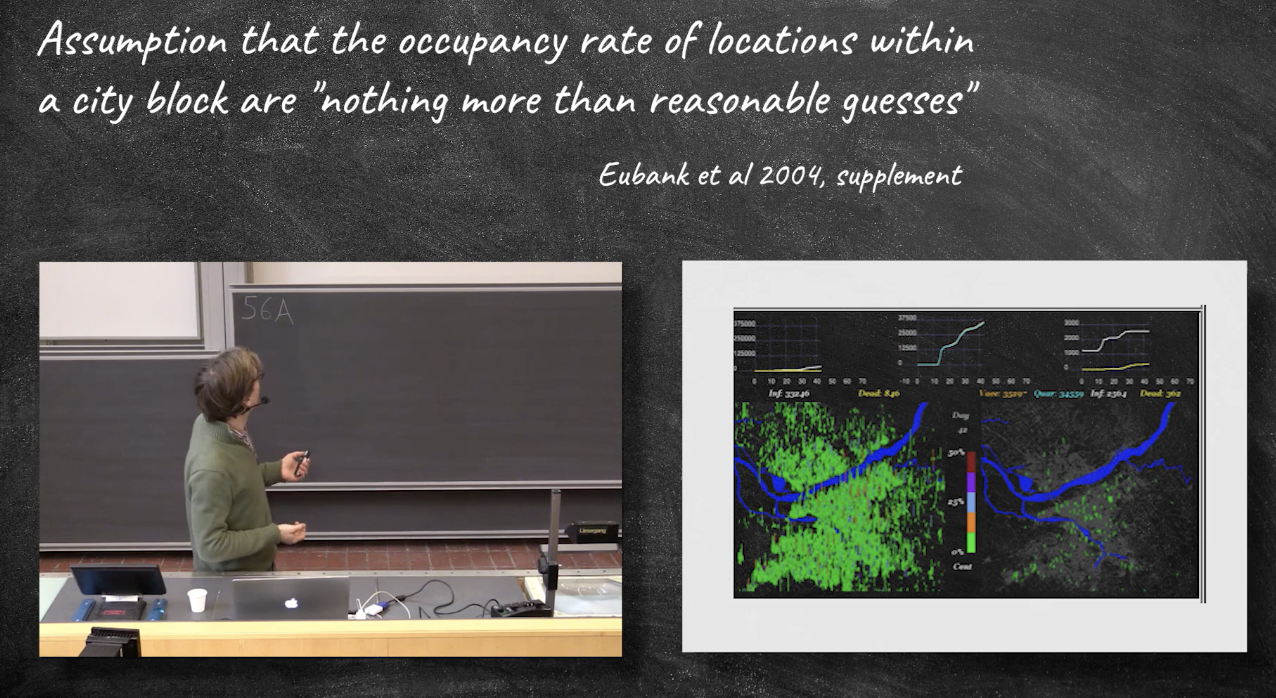 Assumption that the occupancy rate of locations within
a city block are "nothing more than reasonable guesses"
Eubank et al 2004, supplement
56A
375000
250000
125000
0 10 20 30 40 50 60 70
Inf: 33246 Dead: 846
37500
25000
12500
0
-10 0 10 20 30 40 50 60 70
3000
2000
1000
0
0 10 20 30 40 50 60 70
Quar: 34559 Inf: 2564 Dead: 362
Day
42
50%
25%
0%
Cont